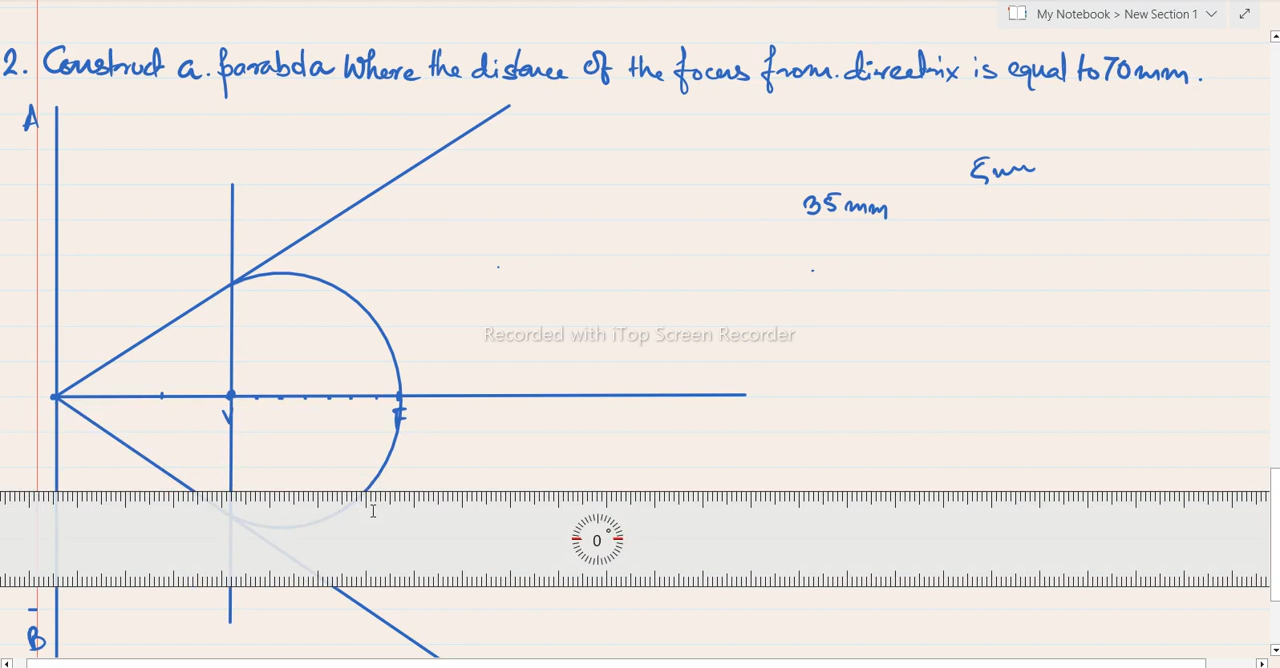 My Notebook > New Section 1
2. Construct a. parabola where the distance of the focus from. directrix is equal to 70mm.
A
5mm
35mm
Recorded with iTop Screen Recorder
V
F
0°
B